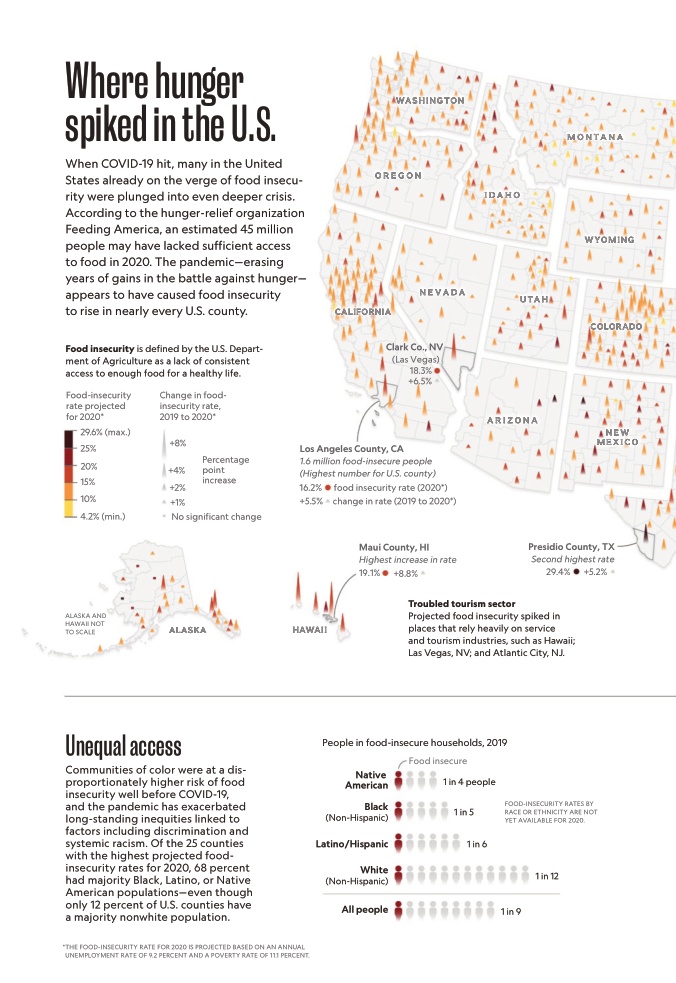 Where hunger
spiked in the U.S.
When COVID-19 hit, many in the United
States already on the verge of food insecu-
rity were plunged into even deeper crisis.
According to the hunger-relief organization
Feeding America, an estimated 45 million
people may have lacked sufficient access
to food in 2020. The pandemic—erasing
years of gains in the battle against hunger—
appears to have caused food insecurity
to rise in nearly every U.S. county.
Food insecurity is defined by the U.S. Depart-
ment of Agriculture as a lack of consistent
access to enough food for a healthy life.
Food-insecurity
rate projected
for 2020*
29.6% (max.)
25%
20%
15%
10%
4.2% (min.)
Change in food-
insecurity rate,
2019 to 2020*
+8%
+4%
+2%
+1%
No significant change
Percentage
point
increase
WASHINGTON
MONTANA
OREGON
IDAHO
WYOMING
NEVADA
UTAH
CALIFORNIA
COLORADO
ARIZONA
NEW
MEXICO
Clark Co., NV
(Las Vegas)
18.3%
+6.5%
Los Angeles County, CA
1.6 million food-insecure people
(Highest number for U.S. county)
16.2% food insecurity rate (2020*)
+5.5% change in rate (2019 to 2020*)
Maui County, HI
Highest increase in rate
19.1% +8.8%
Presidio County, TX
Second highest rate
29.4% +5.2%
ALASKA AND
HAWAII NOT
TO SCALE
ALASKA
HAWAII
Troubled tourism sector
Projected food insecurity spiked in
places that rely heavily on service
and tourism industries, such as Hawaii;
Las Vegas, NV; and Atlantic City, NJ.
Unequal access
Communities of color were at a dis-
proportionately higher risk of food
insecurity well before COVID-19,
and the pandemic has exacerbated
long-standing inequities linked to
factors including discrimination and
systemic racism. Of the 25 counties
with the highest projected food-
insecurity rates for 2020, 68 percent
had majority Black, Latino, or Native
American populations—even though
only 12 percent of U.S. counties have
a majority nonwhite population.
People in food-insecure households, 2019
Food insecure
Native
American
1 in 4 people
Black
(Non-Hispanic)
1 in 5
FOOD-INSECURITY RATES BY
RACE OR ETHNICITY ARE NOT
YET AVAILABLE FOR 2020.
Latino/Hispanic
1 in 6
White
(Non-Hispanic)
1 in 12
All people
1 in 9
*THE FOOD-INSECURITY RATE FOR 2020 IS PROJECTED BASED ON AN ANNUAL
UNEMPLOYMENT RATE OF 9.2 PERCENT AND A POVERTY RATE OF 11.1 PERCENT.